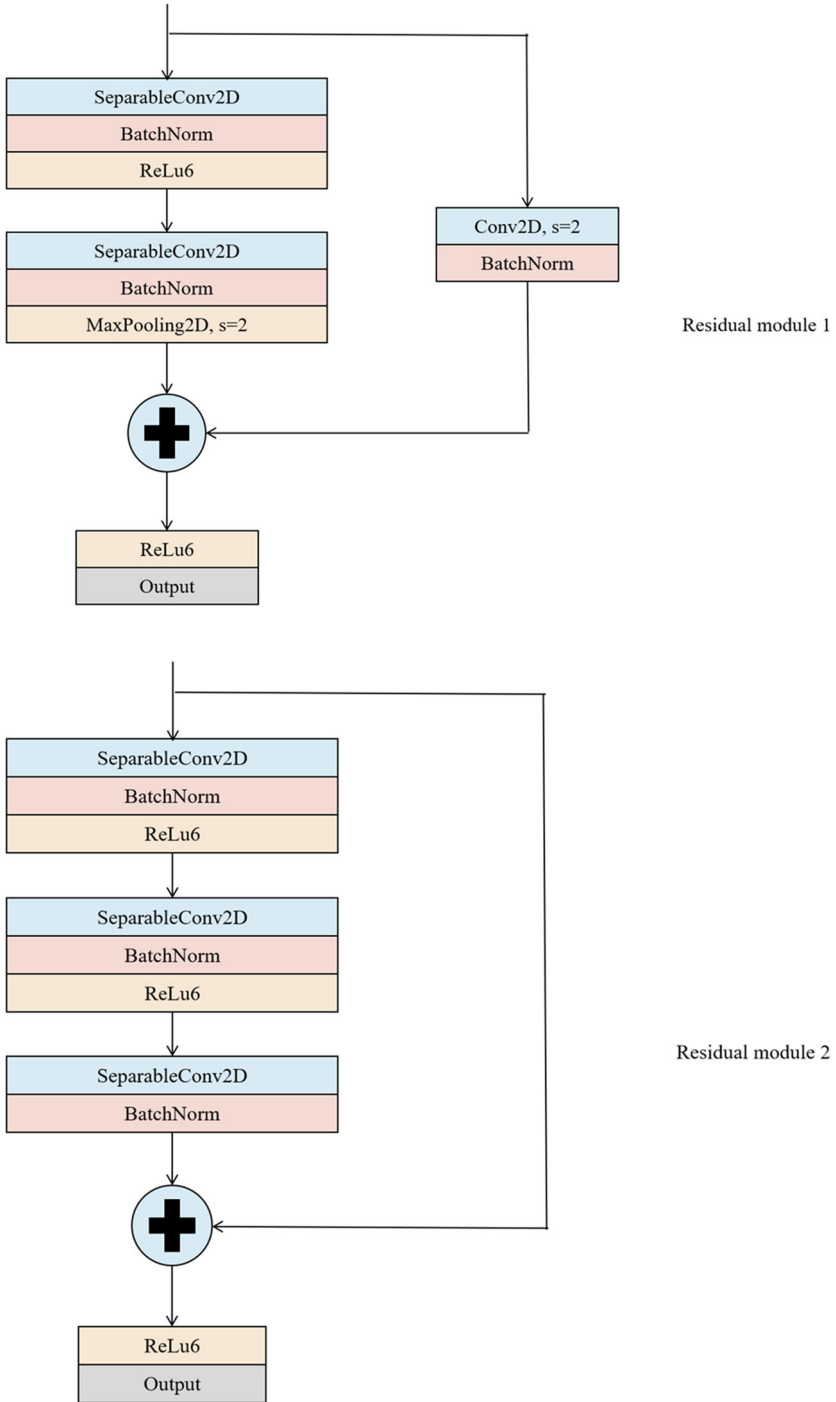 SeparableConv2D
BatchNorm
ReLu6
SeparableConv2D
BatchNorm
MaxPooling2D, s=2
Conv2D, s=2
BatchNorm
Residual module 1
ReLu6
Output
SeparableConv2D
BatchNorm
ReLu6
SeparableConv2D
BatchNorm
ReLu6
SeparableConv2D
BatchNorm
Residual module 2
ReLu6
Output